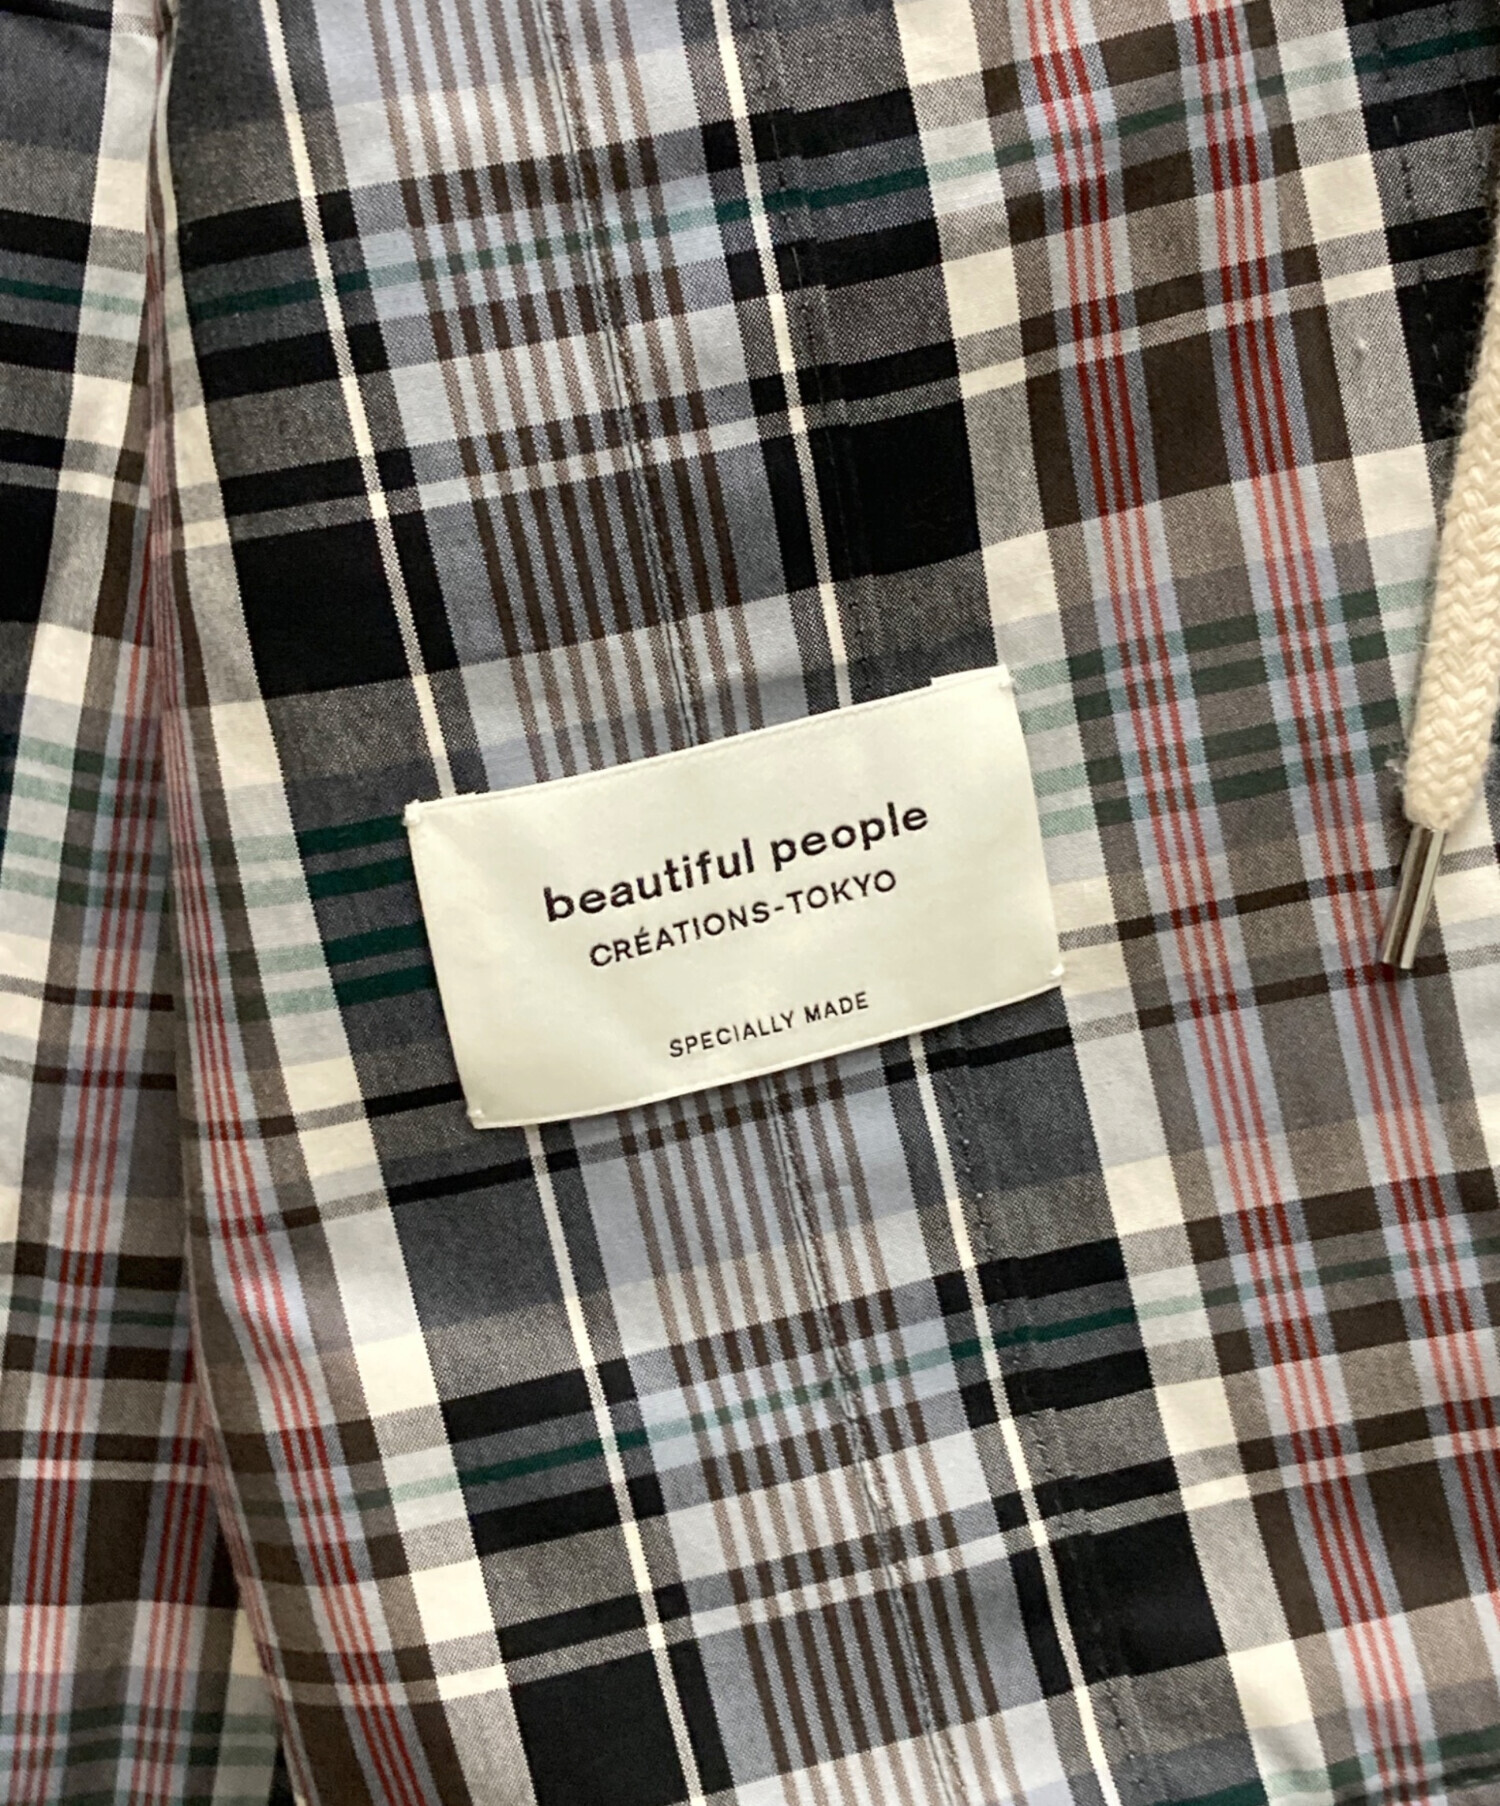 beautiful people
CRÉATIONS-TOKYO
SPECIALLY MADE